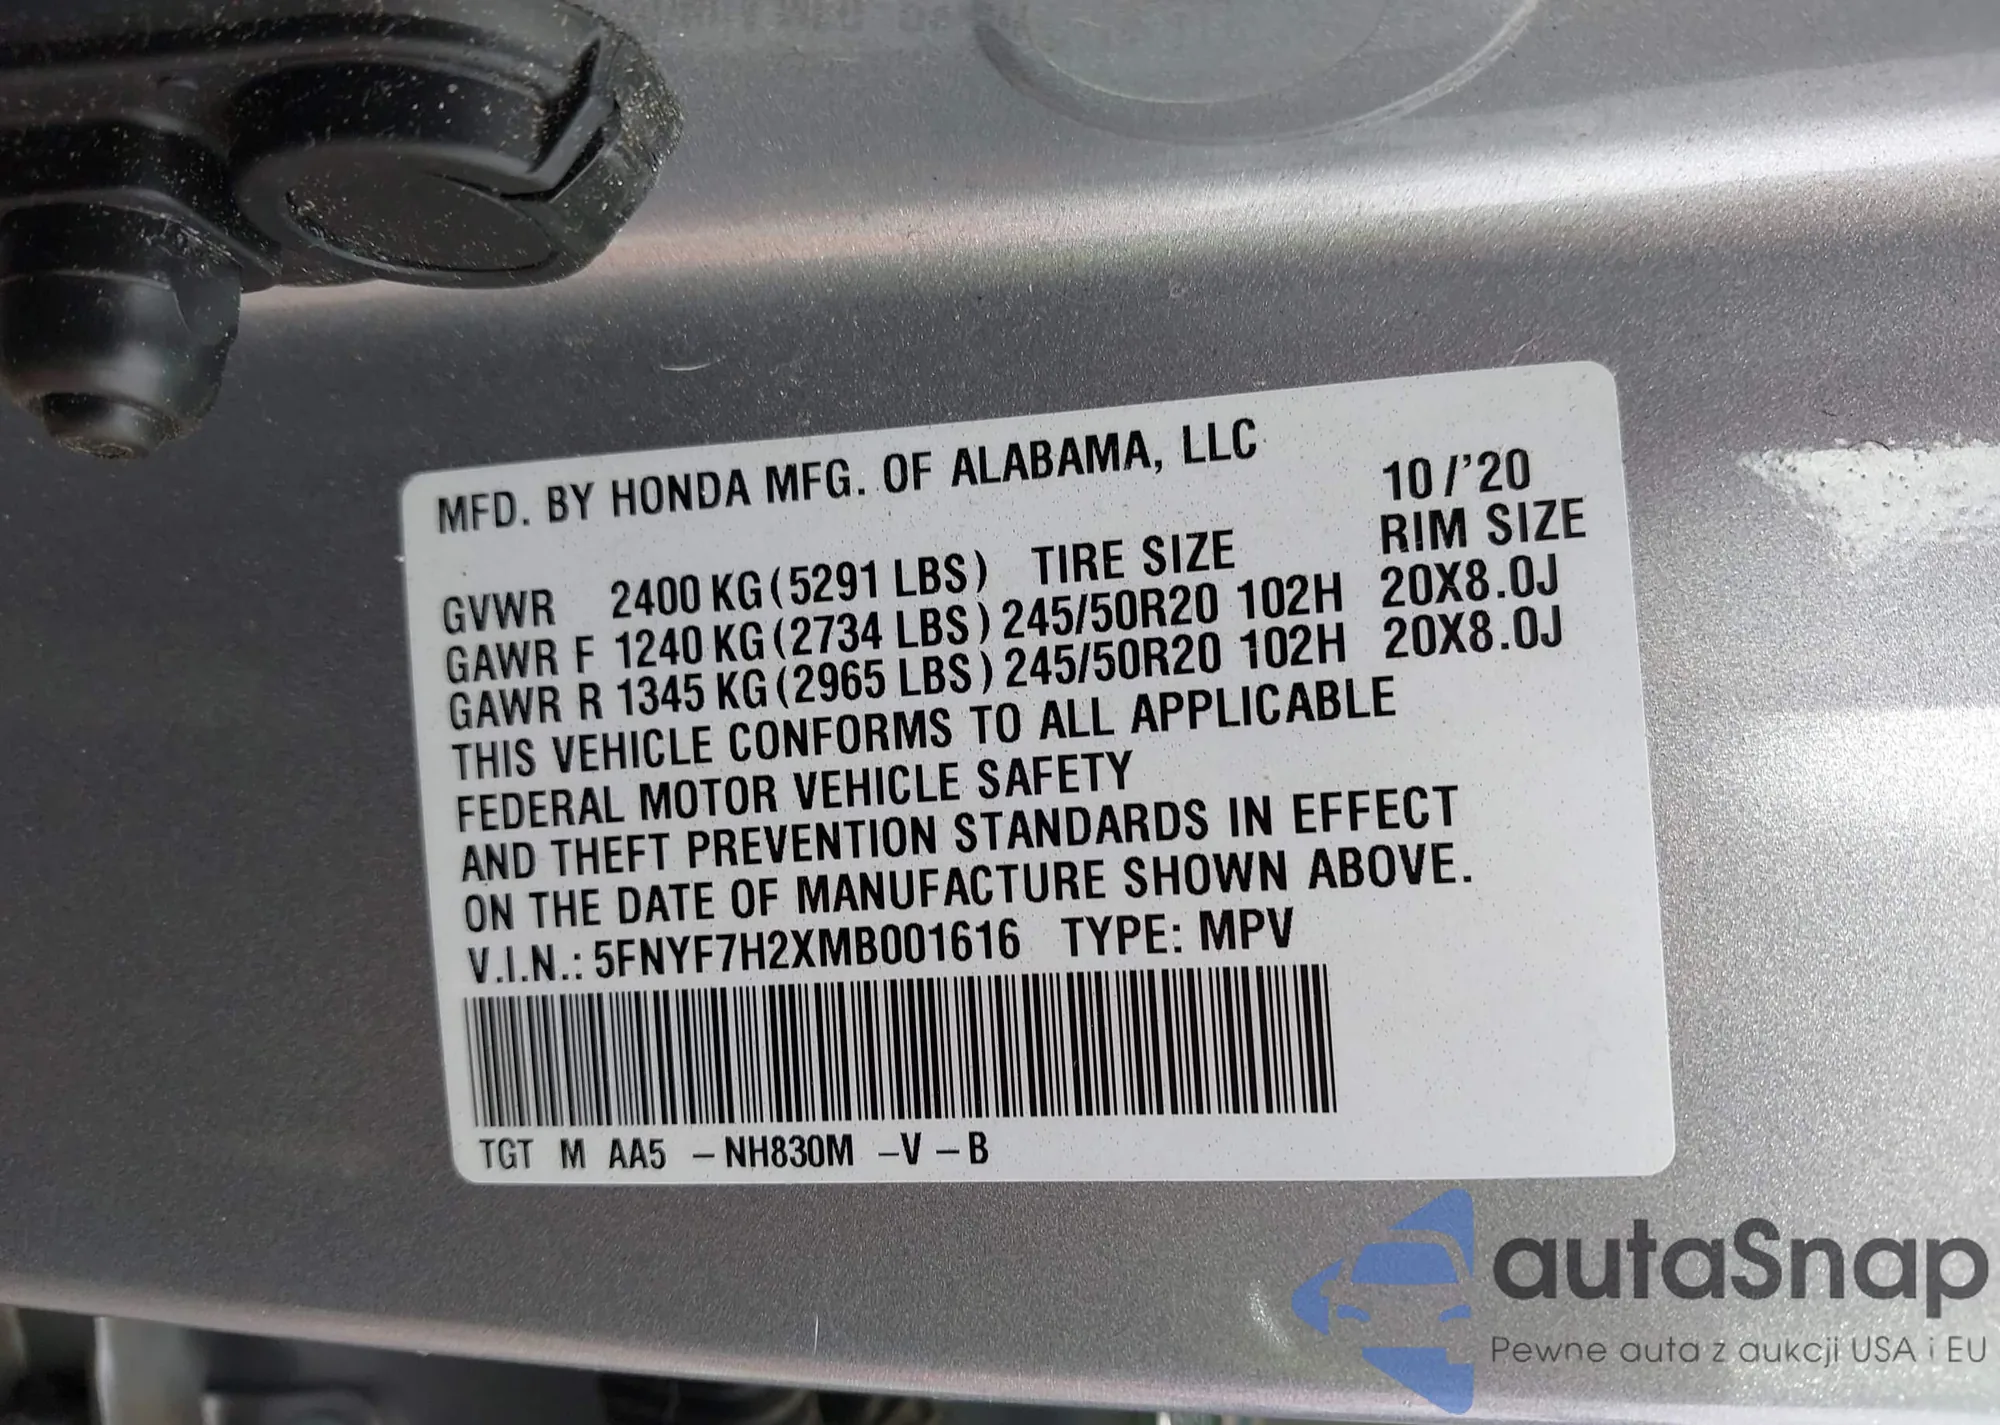 MFD. BY HONDA MFG. OF ALABAMA, LLC
10/'20
GVWR 2400 KG (5291 LBS) TIRE SIZE RIM SIZE
GAWR F 1240 KG (2734 LBS) 245/50R20 102H 20X8.0J
GAWR R 1345 KG (2965 LBS) 245/50R20 102H 20X8.0J
THIS VEHICLE CONFORMS TO ALL APPLICABLE
FEDERAL MOTOR VEHICLE SAFETY
AND THEFT PREVENTION STANDARDS IN EFFECT
ON THE DATE OF MANUFACTURE SHOWN ABOVE.
V.I.N.: 5FNYF7H2XMB001616 TYPE: MPV
TGT M AA5 -NH830M -V -B
autaSnap
Pewne auta z aukcji USA i EU